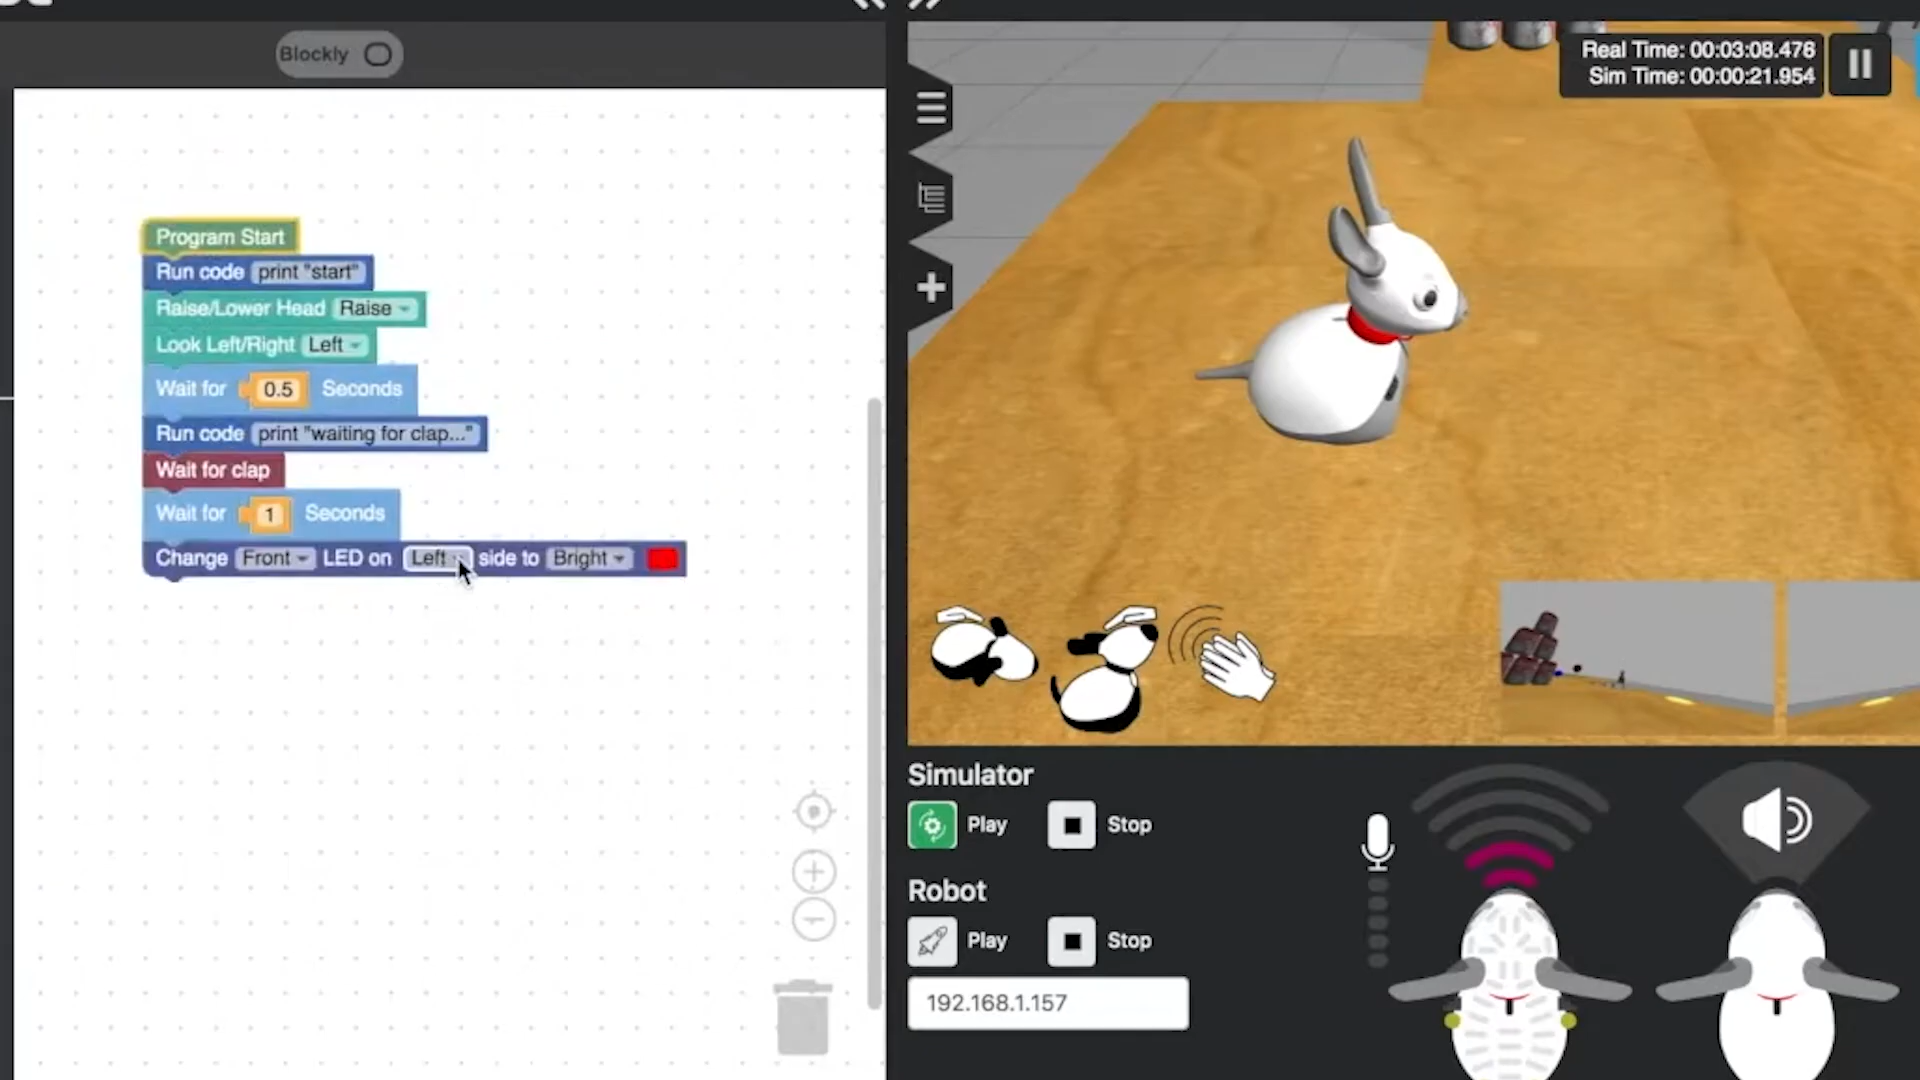 Blockly
Program Start
Run code print "start"
Raise/Lower Head Raise
Look Left/Right Left
Wait for 0.5 Seconds
Run code print "waiting for clap..."
Wait for clap
Wait for 1 Seconds
Change Front LED on Left side to Bright
Real Time: 00:03:08.476
Sim Time: 00:00:21.954
Simulator
Play Stop
Robot
Play Stop
192.168.1.157